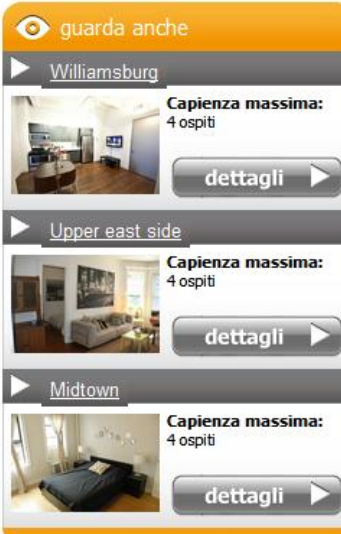 guarda anche
Williamsburg
Capienza massima:
4 ospiti
dettagli
Upper east side
Capienza massima:
4 ospiti
dettagli
Midtown
Capienza massima:
4 ospiti
dettagli